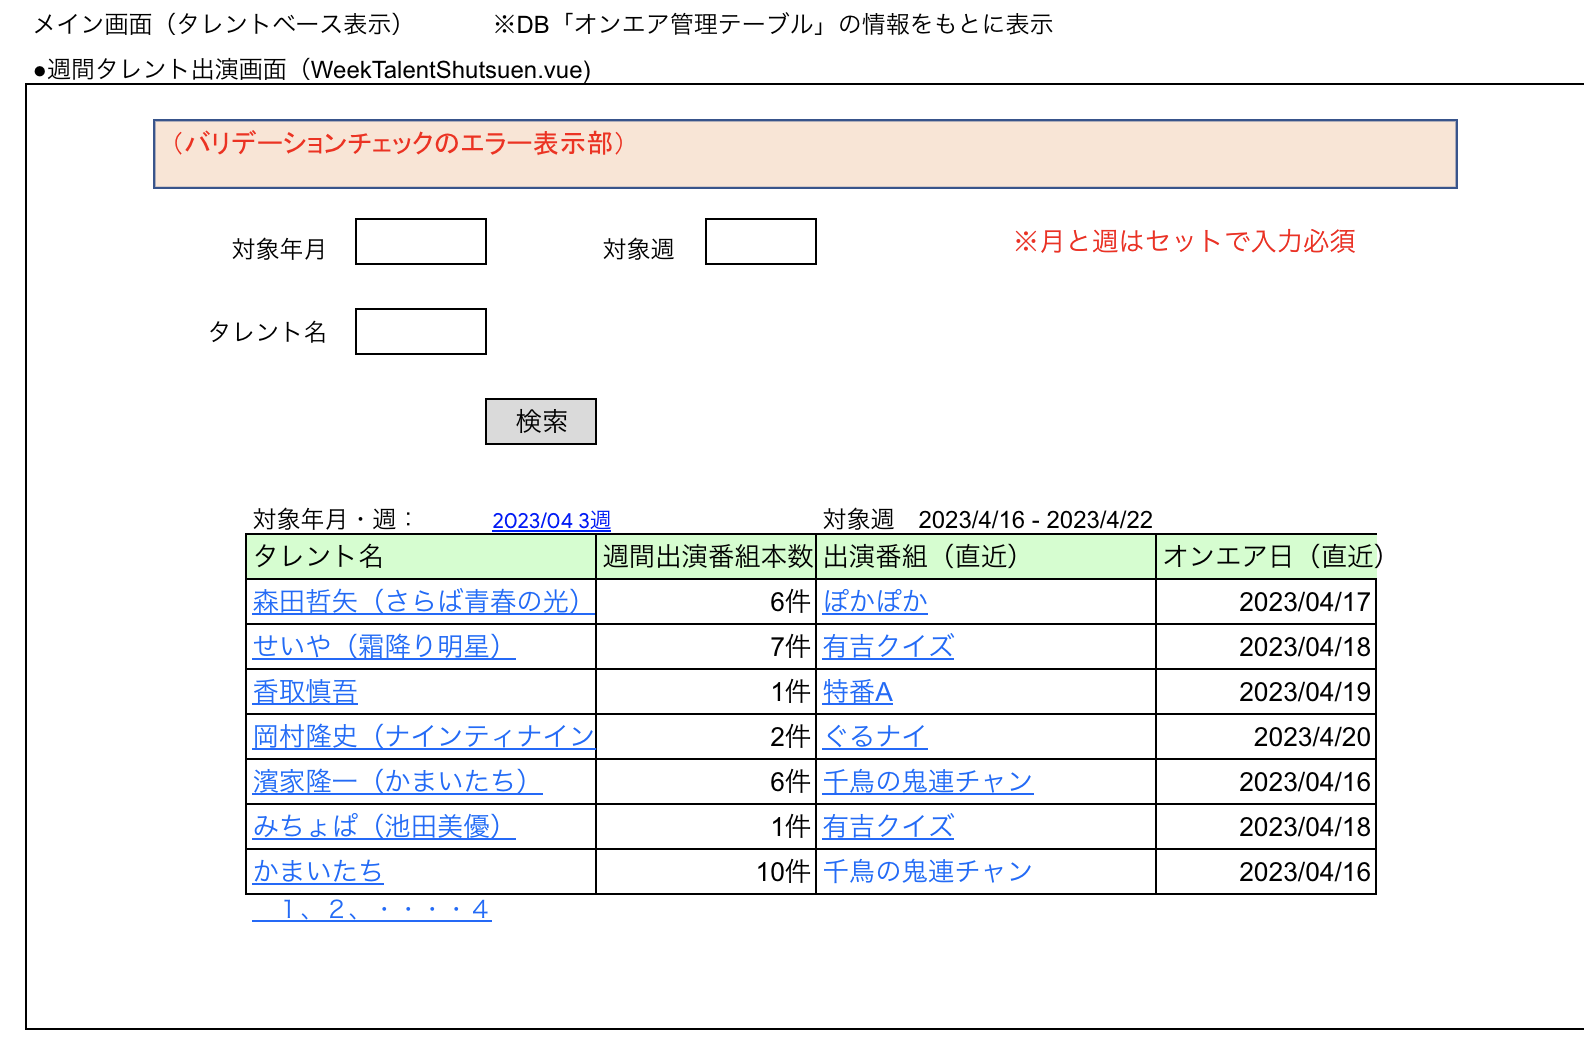 メイン画面（タレントベース表示）　※DB「オンエア管理テーブル」の情報をもとに表示
●週間タレント出演画面（WeekTalentShutsuen.vue)
（バリデーションチェックのエラー表示部）
対象年月　対象週　※月と週はセットで入力必須
タレント名
検索
対象年月・週：　2023/04 3週　対象週　2023/4/16 - 2023/4/22
タレント名　週間出演番組本数　出演番組（直近）　オンエア日（直近）
森田哲矢（さらば青春の光）　6件　ぽかぽか　2023/04/17
せいや（霜降り明星）　7件　有吉クイズ　2023/04/18
香取慎吾　1件　特番A　2023/04/19
岡村隆史（ナインティナイン　2件　ぐるナイ　2023/4/20
濱家隆一（かまいたち）　6件　千鳥の鬼連チャン　2023/04/16
みちょぱ（池田美優）　1件　有吉クイズ　2023/04/18
かまいたち　10件　千鳥の鬼連チャン　2023/04/16
１、２、・・・・４